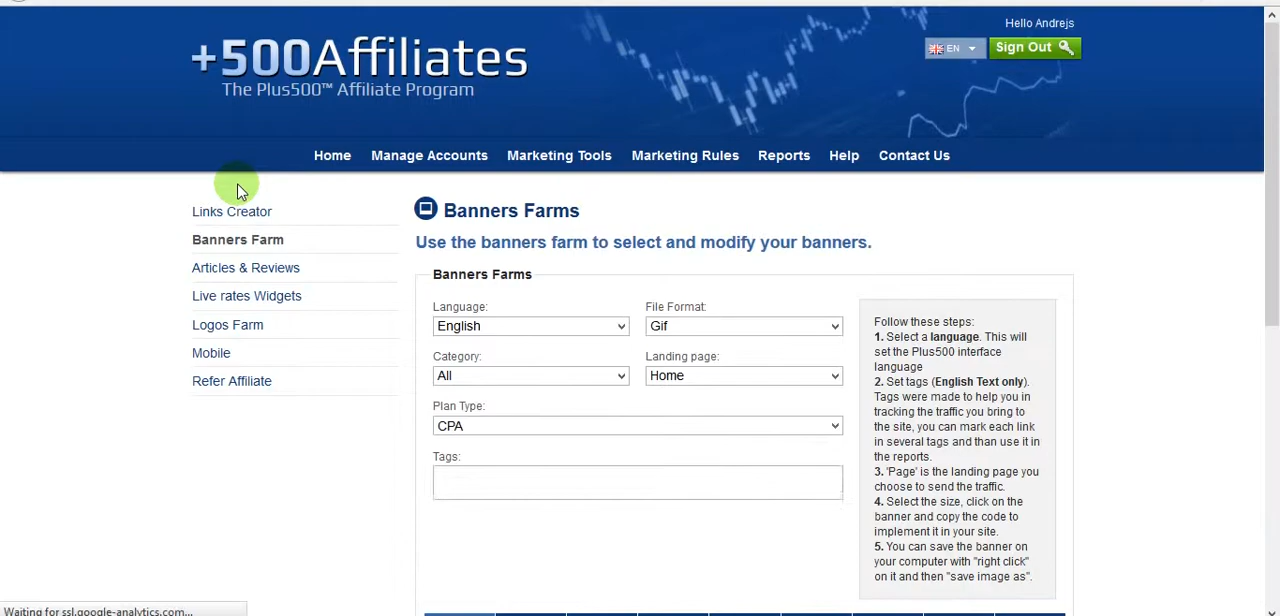 Hello Andrejs
+500Affiliates
EN
Sign Out
The Plus500™ Affiliate Program
Home Manage Accounts Marketing Tools Marketing Rules Reports Help Contact Us
Links Creator
Banners Farm
Articles & Reviews
Live rates Widgets
Logos Farm
Mobile
Refer Affiliate
Banners Farms
Use the banners farm to select and modify your banners.
Banners Farms
Language:
English
File Format:
Gif
Category:
All
Landing page:
Home
Plan Type:
CPA
Tags:
Follow these steps:
1. Select a language. This will
set the Plus500 interface
language
2. Set tags (English Text only).
Tags were made to help you in
tracking the traffic you bring to
the site, you can mark each link
in several tags and than use it in
the reports.
3. 'Page' is the landing page you
choose to send the traffic.
4. Select the size, click on the
banner and copy the code to
implement it in your site.
5. You can save the banner on
your computer with "right click"
on it and then "save image as".
Waiting for ssl.google-analytics.com...